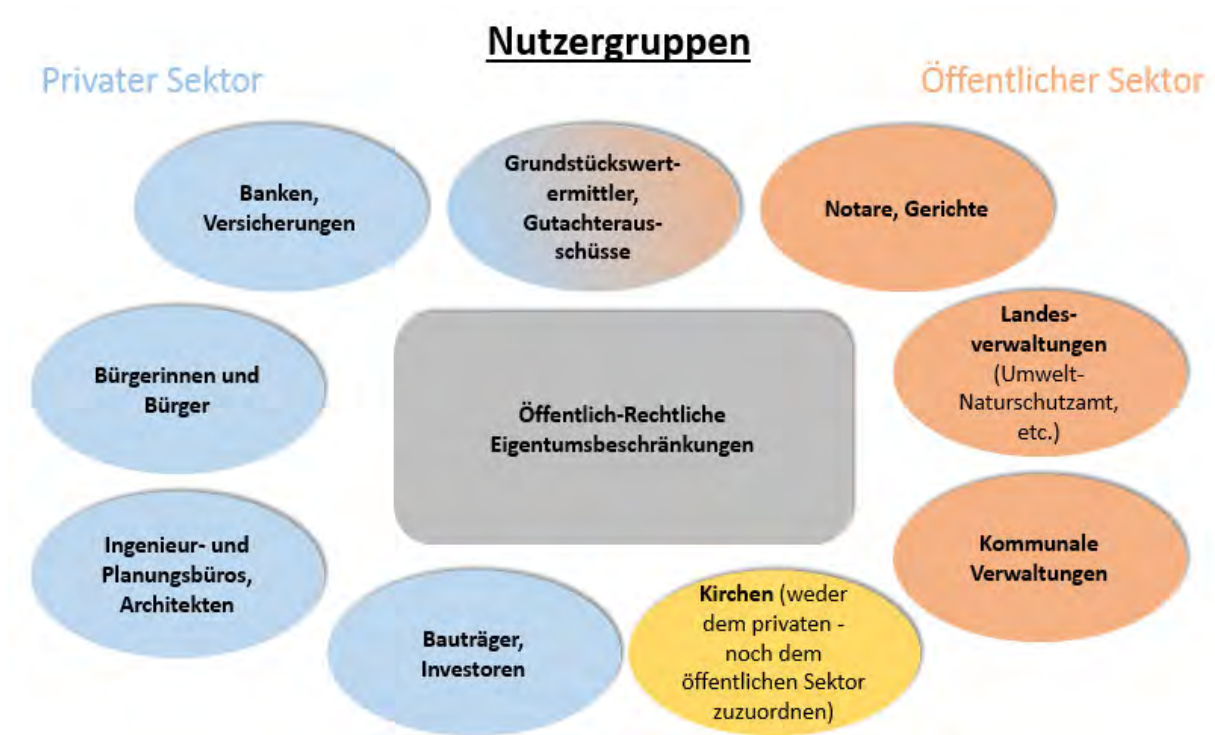 Nutzergruppen
Privater Sektor
Öffentlicher Sektor
Banken,
Versicherungen
Grundstückswert-
ermittler,
Gutachteraus-
schüsse
Notare, Gerichte
Bürgerinnen und
Bürger
Öffentlich-Rechtliche
Eigentumsbeschränkungen
Landes-
verwaltungen
(Umwelt-
Naturschutzamt,
etc.)
Ingenieur- und
Planungsbüros,
Architekten
Bauträger,
Investoren
Kirchen (weder
dem privaten -
noch dem
öffentlichen Sektor
zuzuordnen)
Kommunale
Verwaltungen